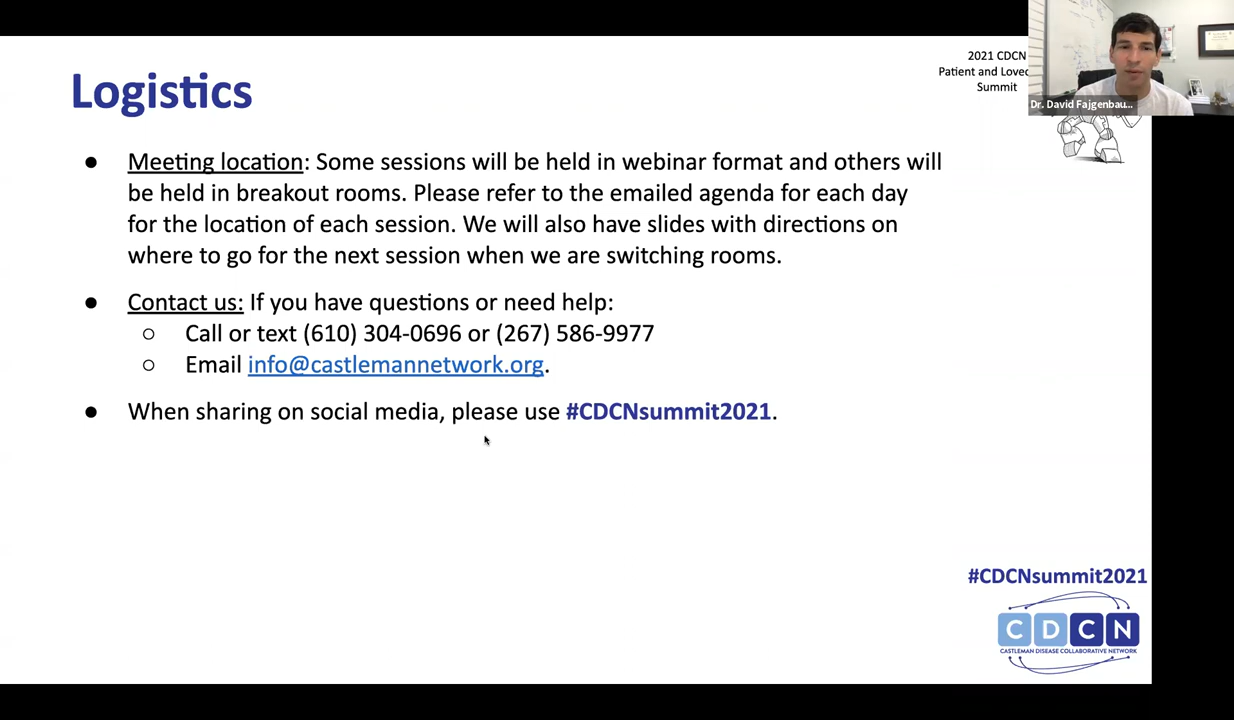 Logistics
2021 CDCN
Patient and
Summit
Dr. David Fajgenbau...
● Meeting location: Some sessions will be held in webinar format and others will
be held in breakout rooms. Please refer to the emailed agenda for each day
for the location of each session. We will also have slides with directions on
where to go for the next session when we are switching rooms.
● Contact us: If you have questions or need help:
○ Call or text (610) 304-0696 or (267) 586-9977
○ Email info@castlemannetwork.org.
● When sharing on social media, please use #CDCNsummit2021.
#CDCNsummit2021
CDCN
CASTLEMAN DISEASE COLLABORATIVE NETWORK